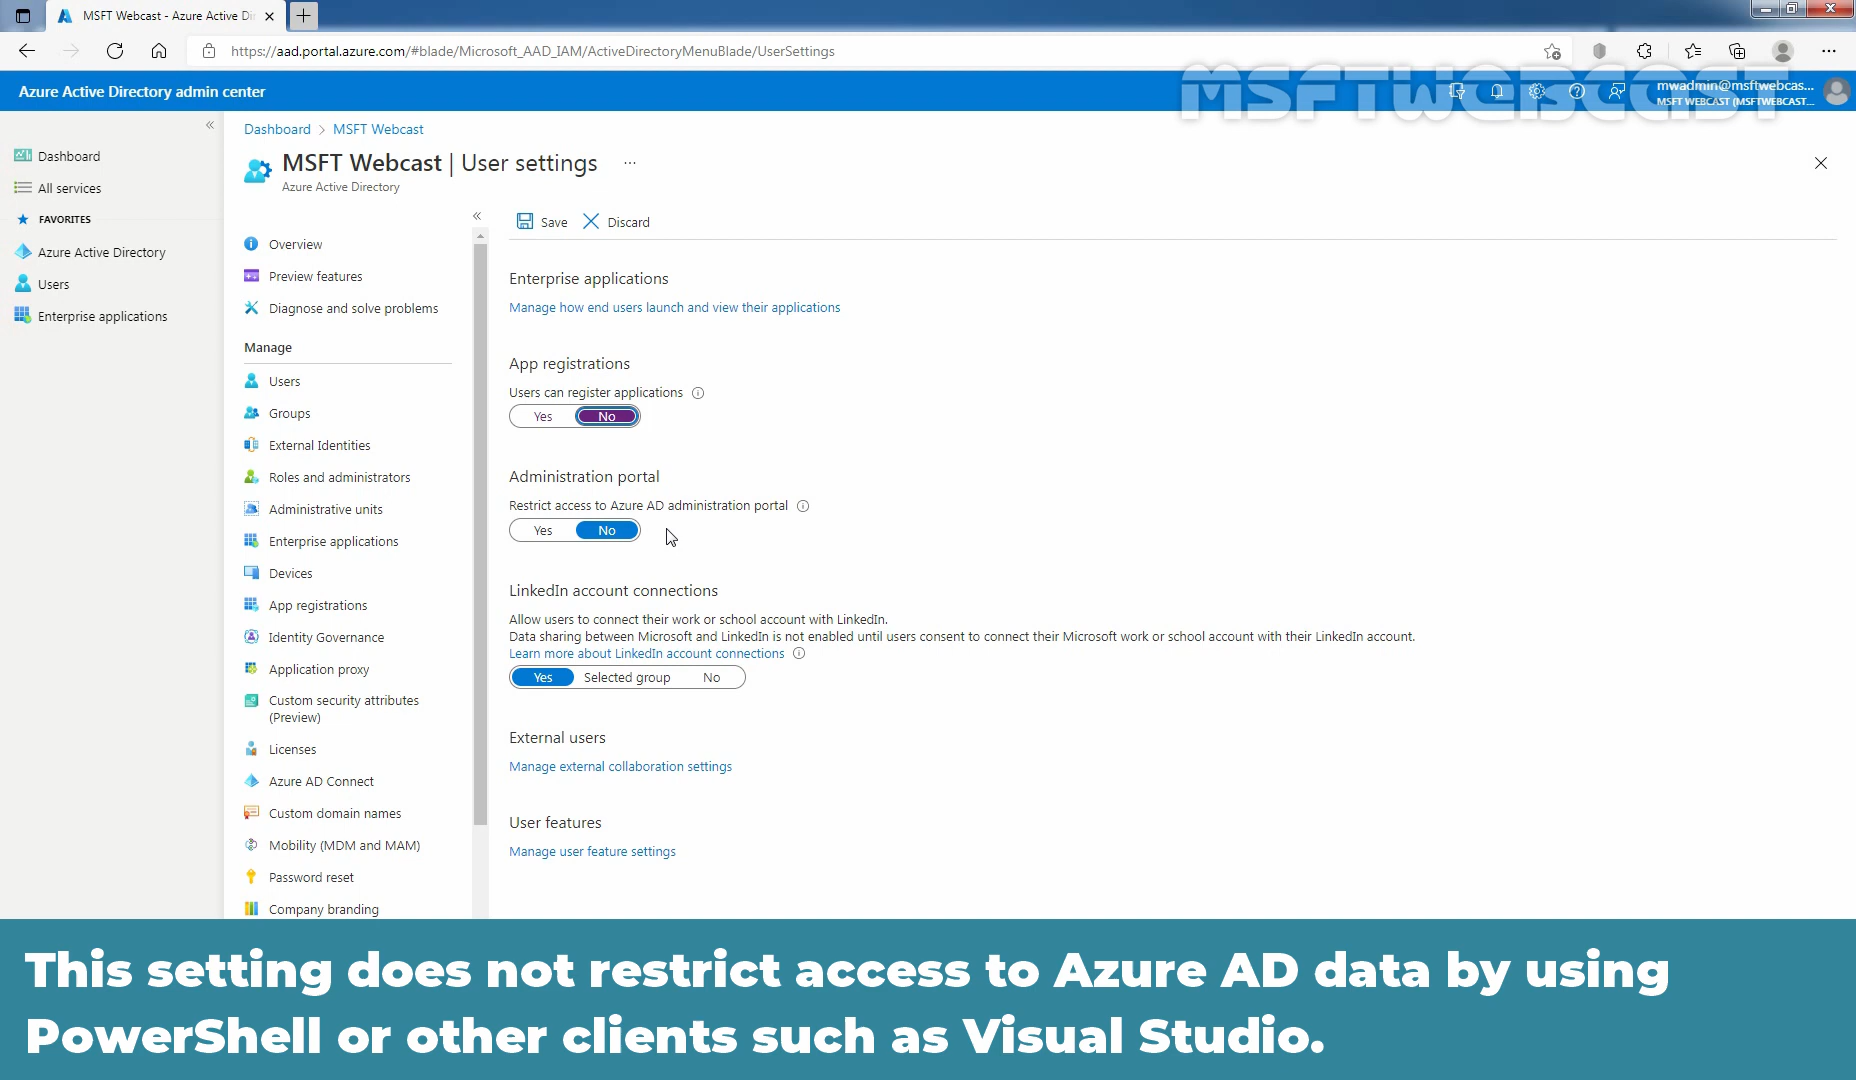 MSFT Webcast - Azure Active Di
https://aad.portal.azure.com/#blade/Microsoft_AAD_IAM/ActiveDirectoryMenuBlade/UserSettings
MSFTWEBCAST
Azure Active Directory admin center
mwadmin@msftwebcas...
MSFT WEBCAST (MSFTWEBCAST....
Dashboard
All services
FAVORITES
Azure Active Directory
Users
Enterprise applications
Dashboard > MSFT Webcast
MSFT Webcast | User settings ...
Azure Active Directory
Overview
Preview features
Diagnose and solve problems
Manage
Users
Groups
External Identities
Roles and administrators
Administrative units
Enterprise applications
Devices
App registrations
Identity Governance
Application proxy
Custom security attributes
(Preview)
Licenses
Azure AD Connect
Custom domain names
Mobility (MDM and MAM)
Password reset
Company branding
Save Discard
Enterprise applications
Manage how end users launch and view their applications
App registrations
Users can register applications
Yes No
Administration portal
Restrict access to Azure AD administration portal
Yes No
LinkedIn account connections
Allow users to connect their work or school account with LinkedIn.
Data sharing between Microsoft and LinkedIn is not enabled until users consent to connect their Microsoft work or school account with their LinkedIn account.
Learn more about LinkedIn account connections
Yes Selected group No
External users
Manage external collaboration settings
User features
Manage user feature settings
This setting does not restrict access to Azure AD data by using
PowerShell or other clients such as Visual Studio.